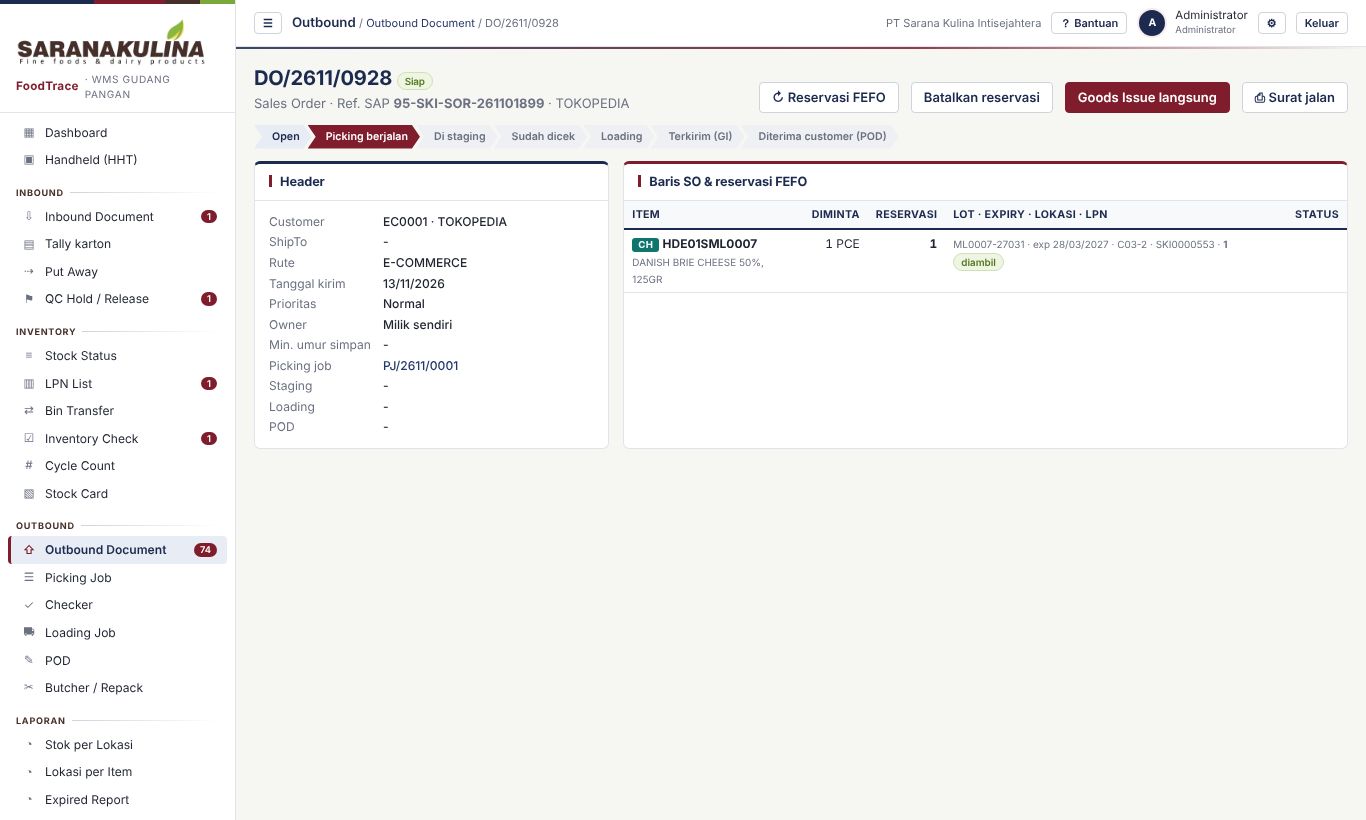 SARANAKULINA
Fine foods & dairy products
FoodTrace · WMS GUDANG PANGAN
Dashboard
Handheld (HHT)
INBOUND
Inbound Document 1
Tally karton
Put Away
QC Hold / Release 1
INVENTORY
Stock Status
LPN List 1
Bin Transfer
Inventory Check 1
# Cycle Count
Stock Card
OUTBOUND
Outbound Document 74
Picking Job
Checker
Loading Job
POD
Butcher / Repack
LAPORAN
Stok per Lokasi
Lokasi per Item
Expired Report
☰ Outbound / Outbound Document / DO/2611/0928
PT Sarana Kulina Intisejahtera
? Bantuan
A
Administrator
Administrator
⚙
Keluar
DO/2611/0928 Siap
Sales Order · Ref. SAP 95-SKI-SOR-261101899 · TOKOPEDIA
↻ Reservasi FEFO
Batalkan reservasi
Goods Issue langsung
⎙ Surat jalan
Open
Picking berjalan
Di staging
Sudah dicek
Loading
Terkirim (GI)
Diterima customer (POD)
Header
Customer EC0001 · TOKOPEDIA
ShipTo -
Rute E-COMMERCE
Tanggal kirim 13/11/2026
Prioritas Normal
Owner Milik sendiri
Min. umur simpan -
Picking job PJ/2611/0001
Staging -
Loading -
POD -
Baris SO & reservasi FEFO
ITEM DIMINTA RESERVASI LOT · EXPIRY · LOKASI · LPN STATUS
CH HDE01SML0007 1 PCE 1 ML0007-27031 · exp 28/03/2027 · C03-2 · SKI0000553 · 1
DANISH BRIE CHEESE 50%, diambil
125GR